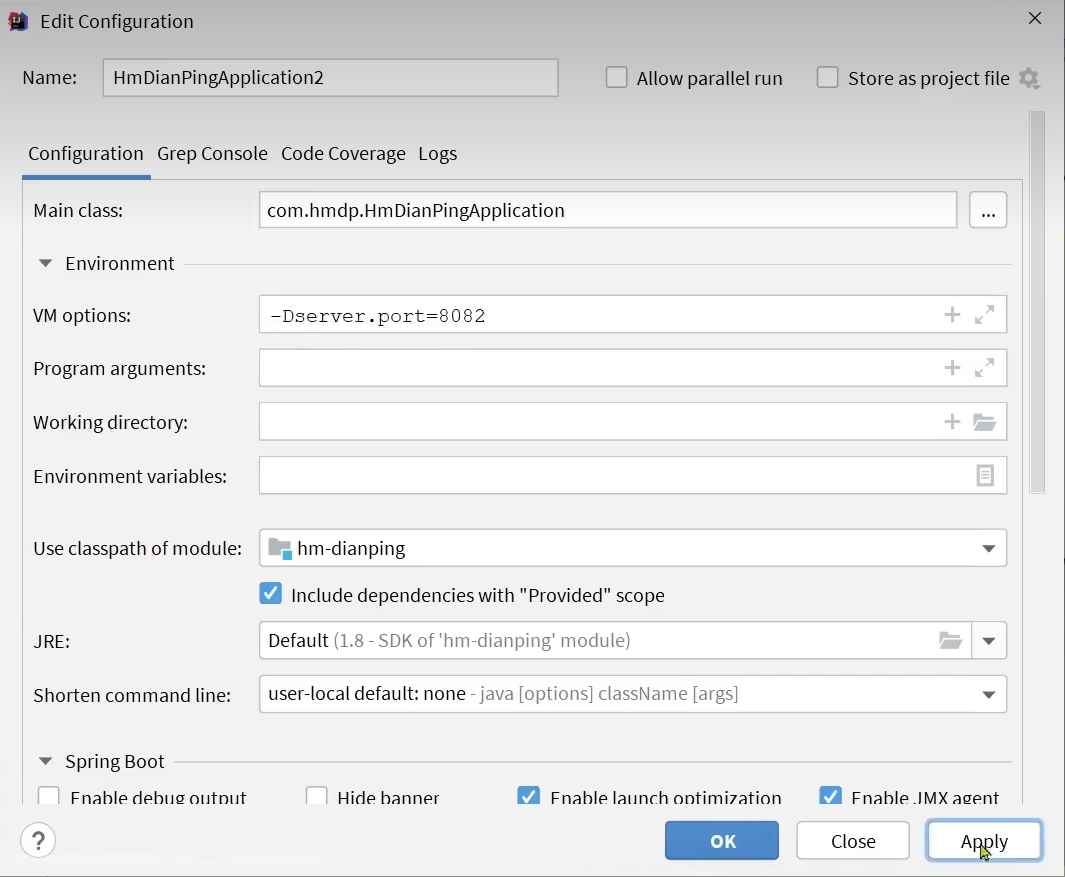 Edit Configuration
Name: HmDianPingApplication2 Allow parallel run Store as project file
Configuration Grep Console Code Coverage Logs
Main class: com.hmdp.HmDianPingApplication ...
Environment
VM options: -Dserver.port=8082
Program arguments:
Working directory:
Environment variables:
Use classpath of module: hm-dianping
Include dependencies with "Provided" scope
JRE: Default (1.8 - SDK of 'hm-dianping' module)
Shorten command line: user-local default: none - java [options] className [args]
Spring Boot
Enable debug output Hide banner Enable launch optimization Enable JMX agent
? OK Close Apply